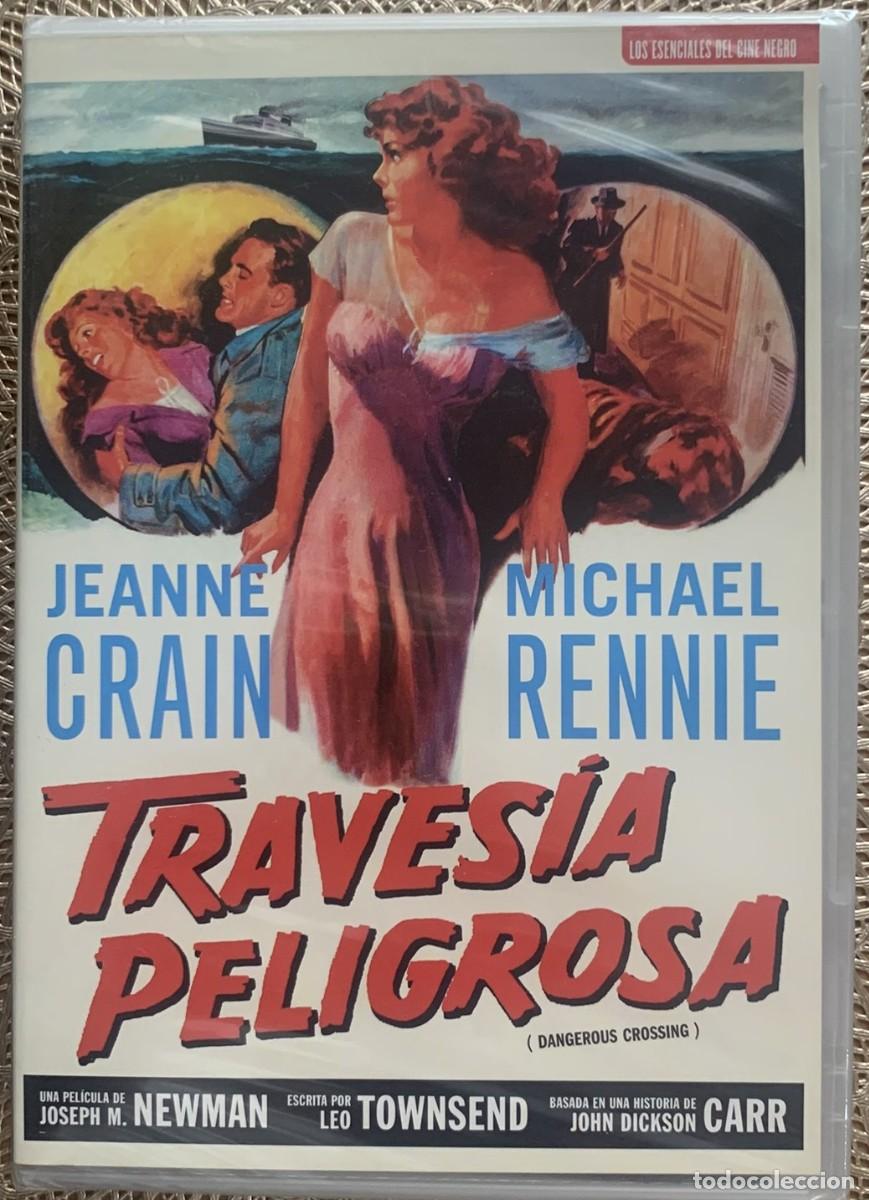 LOS ESENCIALES DEL CINE NEGRO
JEANNE
CRAIN
MICHAEL
RENNIE
TRAVESÍA
PELIGROSA
( DANGEROUS CROSSING )
UNA PELÍCULA DE
JOSEPH M. NEWMAN
ESCRITA POR
LEO TOWNSEND
BASADA EN UNA HISTORIA DE
JOHN DICKSON CARR
todocoleccion